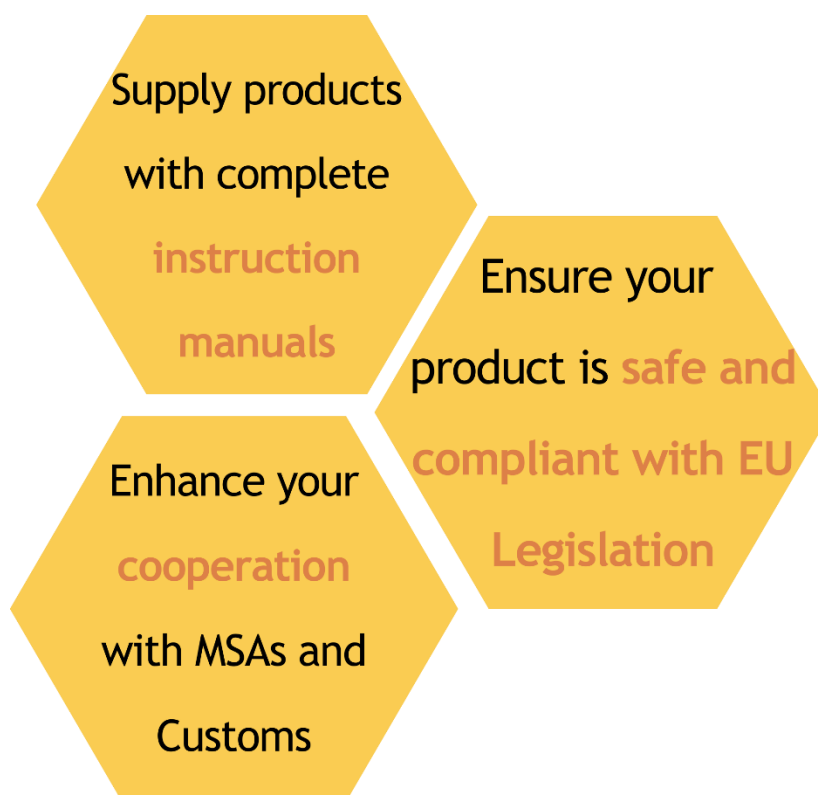 Supply products
with complete
instruction
manuals
Ensure your
product is safe and
compliant with EU
Legislation
Enhance your
cooperation
with MSAs and
Customs